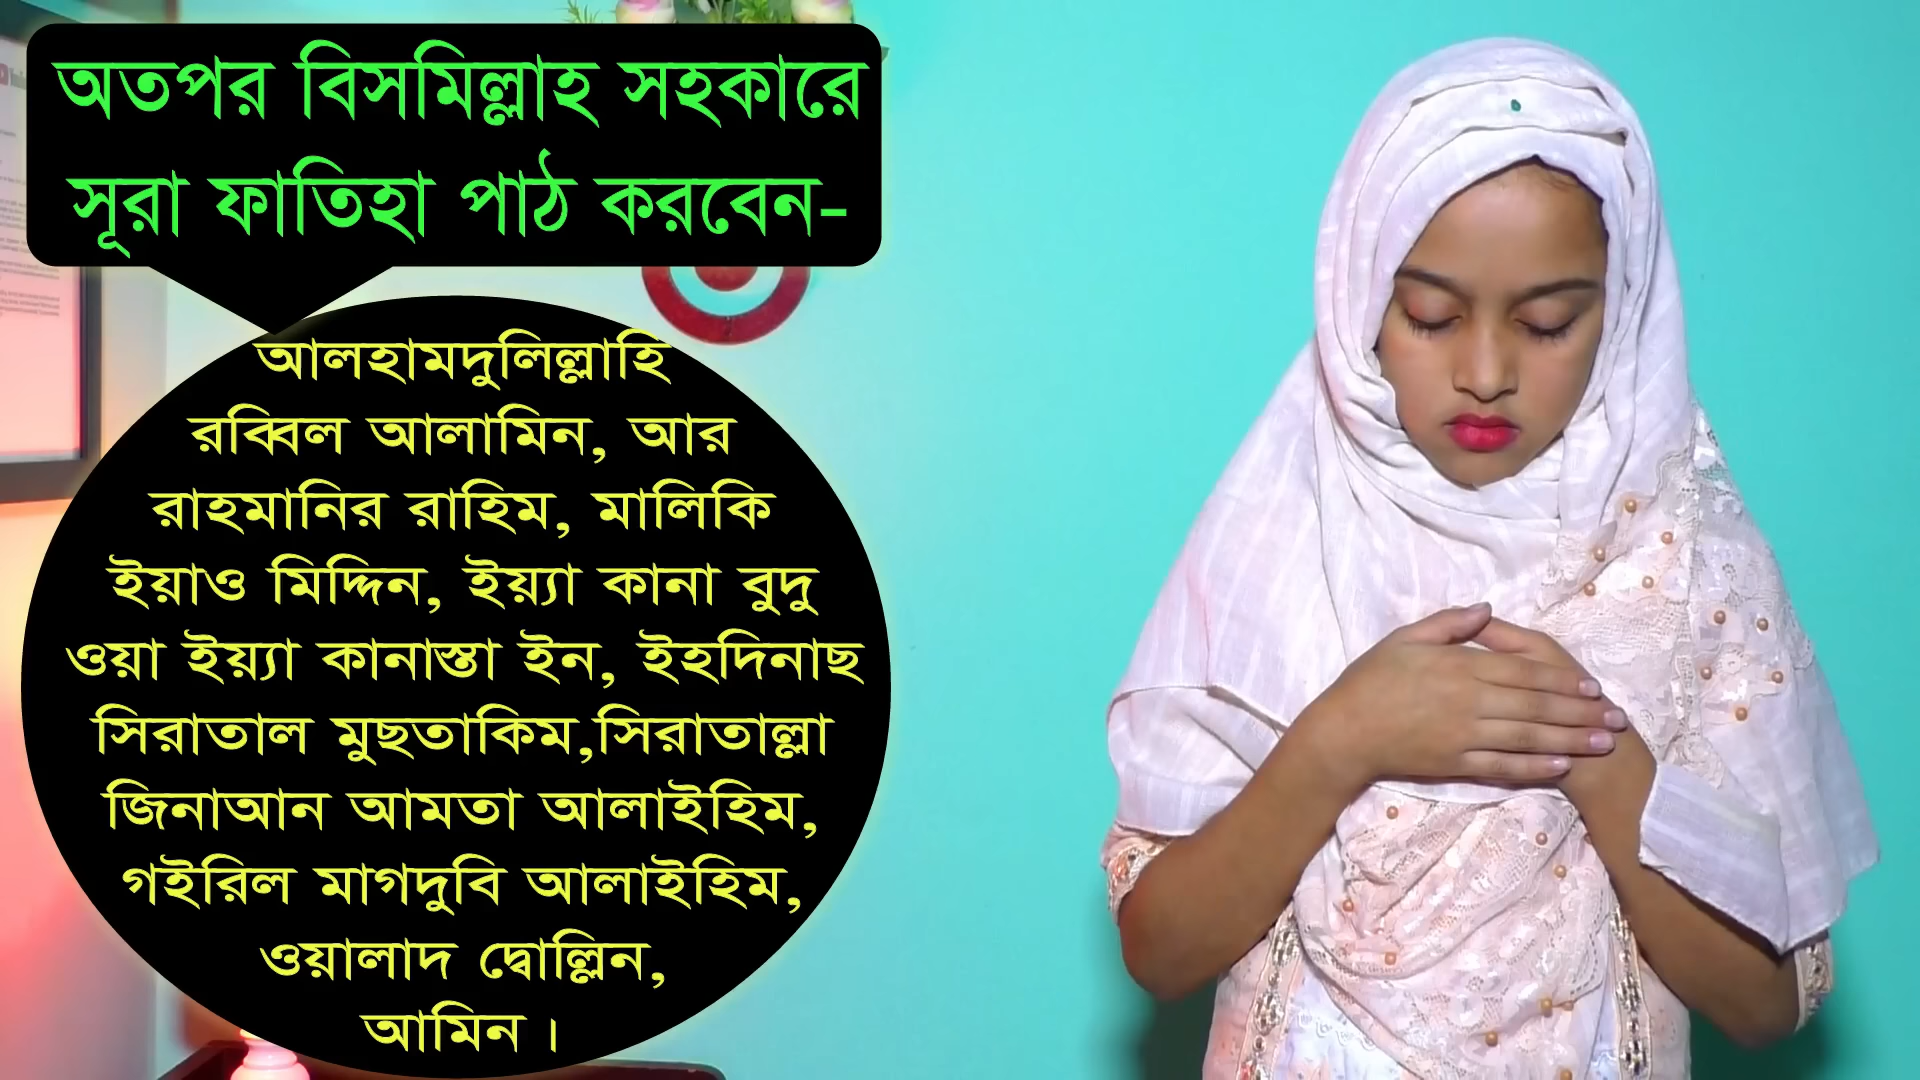 অতপর বিসমিল্লাহ সহকারে
সূরা ফাতিহা পাঠ করবেন-
আলহামদুলিল্লাহি
রব্বিল আলামিন, আর
রাহমানির রাহিম, মালিকি
ইয়াও মিদ্দিন, ইয়্যা কানা বুদু
ওয়া ইয়্যা কানাস্তা ইন, ইহদিনাছ
সিরাতাল মুছতাকিম,সিরাতাল্লা
জিনাআন আমতা আলাইহিম,
গইরিল মাগদুবি আলাইহিম,
ওয়ালাদ দ্বোল্লিন,
আমিন ।